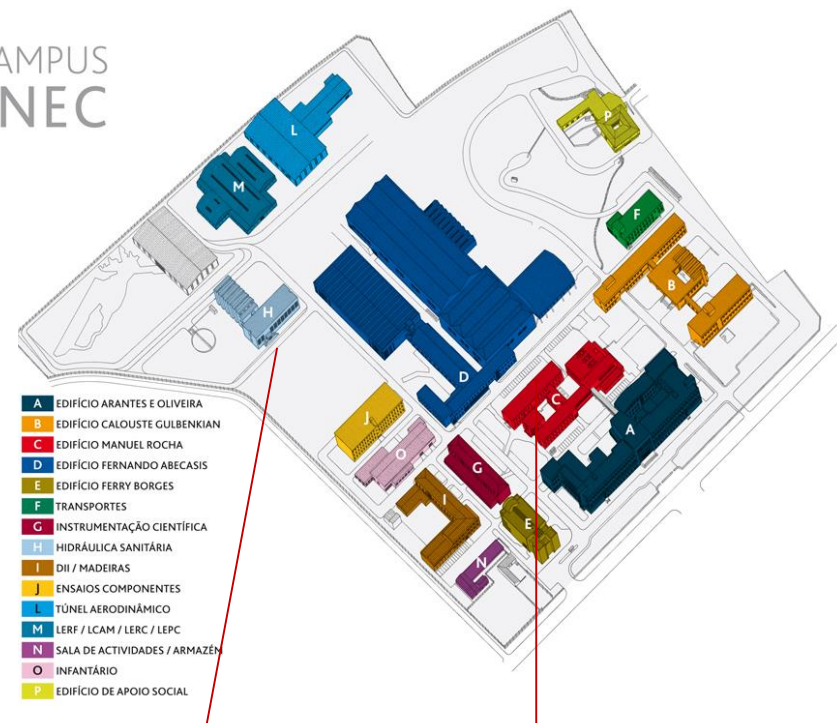 AMPUS
NEC
L
P
M
F
B
H
D
C
J
A
O
G
I
E
N
A EDIFÍCIO ARANTES E OLIVEIRA
B EDIFÍCIO CALOUSTE GULBENKIAN
C EDIFÍCIO MANUEL ROCHA
D EDIFÍCIO FERNANDO ABECASIS
E EDIFÍCIO FERRY BORGES
F TRANSPORTES
G INSTRUMENTAÇÃO CIENTÍFICA
H HIDRÁULICA SANITÁRIA
I DII / MADEIRAS
J ENSAIOS COMPONENTES
L TÚNEL AERODINÂMICO
M LERF / LCAM / LERC / LEPC
N SALA DE ACTIVIDADES / ARMAZÉM
O INFANTÁRIO
P EDIFÍCIO DE APOIO SOCIAL